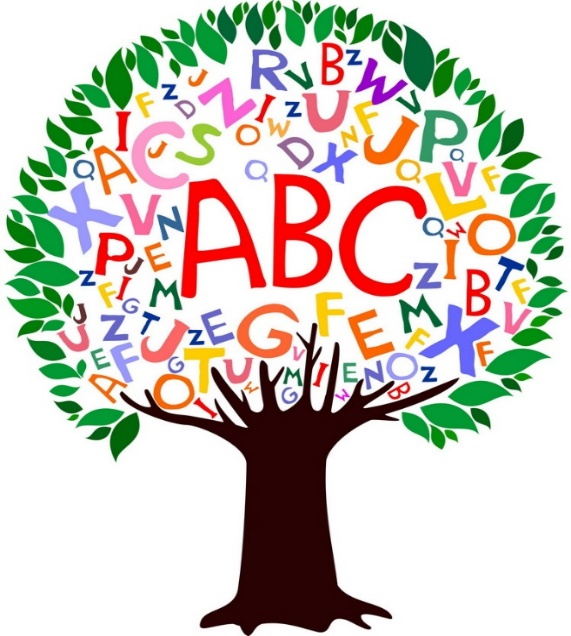 ABC
R V B Z W V
F Z J D Z I Z U N F J P Q
I A C J S O W Q D X L V F
Q X V N Q W I O
P J E Z F I G M Z B T F V
J Z T J Z E G F E M F X F
E F G T U V M I E N O Z
A O I W G W B